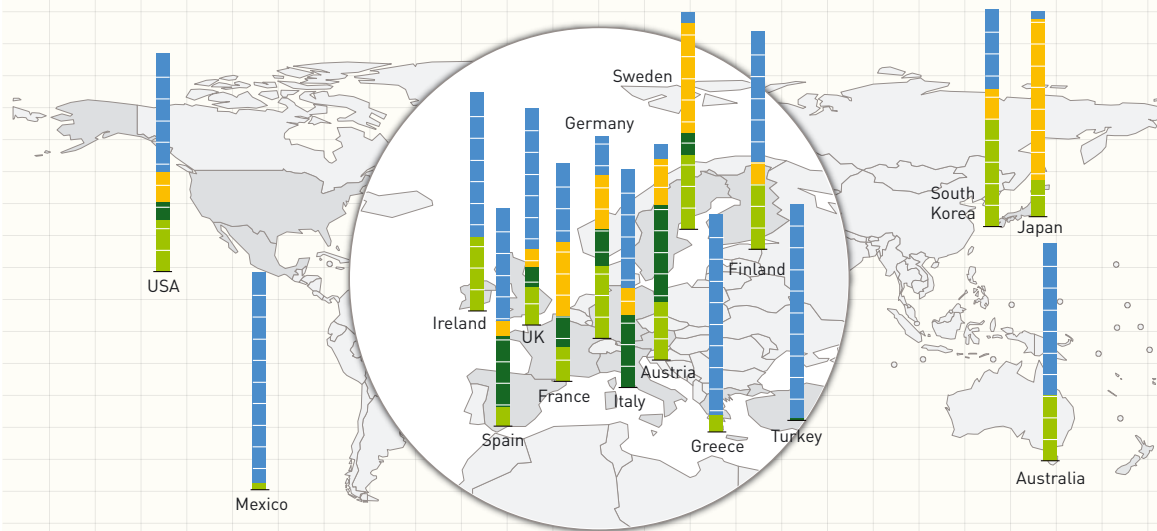 Sweden
Germany
South
Korea
Japan
Finland
USA
Ireland
UK
Austria
France
Italy
Spain
Greece
Turkey
Mexico
Australia